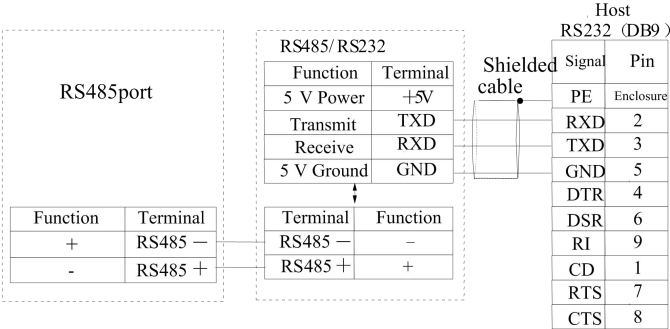 Host
RS232 (DB9)
Signal Pin
PE Enclosure
RXD 2
TXD 3
GND 5
DTR 4
DSR 6
RI 9
CD 1
RTS 7
CTS 8
Shielded
cable
RS485/RS232
Function Terminal
5 V Power +5V
Transmit TXD
Receive RXD
5 V Ground GND
Terminal Function
RS485 − –
RS485 + +
RS485port
Function Terminal
+ RS485 −
- RS485 +